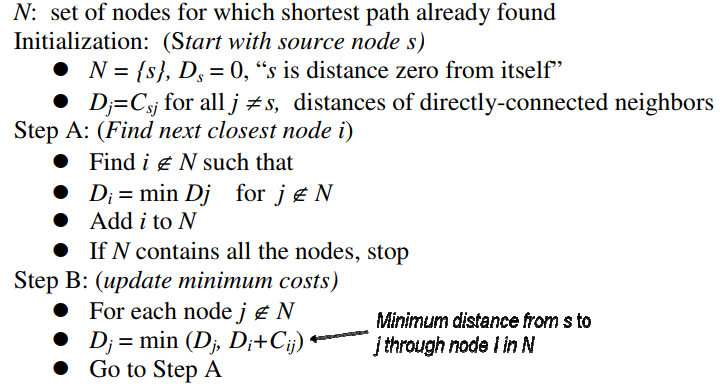 N: set of nodes for which shortest path already found
Initialization: (Start with source node s)
● N = {s}, Dₛ = 0, “s is distance zero from itself”
● Dⱼ=Cₛⱼ for all j ≠ s, distances of directly-connected neighbors
Step A: (Find next closest node i)
● Find i ∉ N such that
● Dᵢ = min Dj for j ∉ N
● Add i to N
● If N contains all the nodes, stop
Step B: (update minimum costs)
● For each node j ∉ N
● Dⱼ = min (Dⱼ, Dᵢ+Cᵢⱼ)
● Go to Step A
Minimum distance from s to
j through node I in N